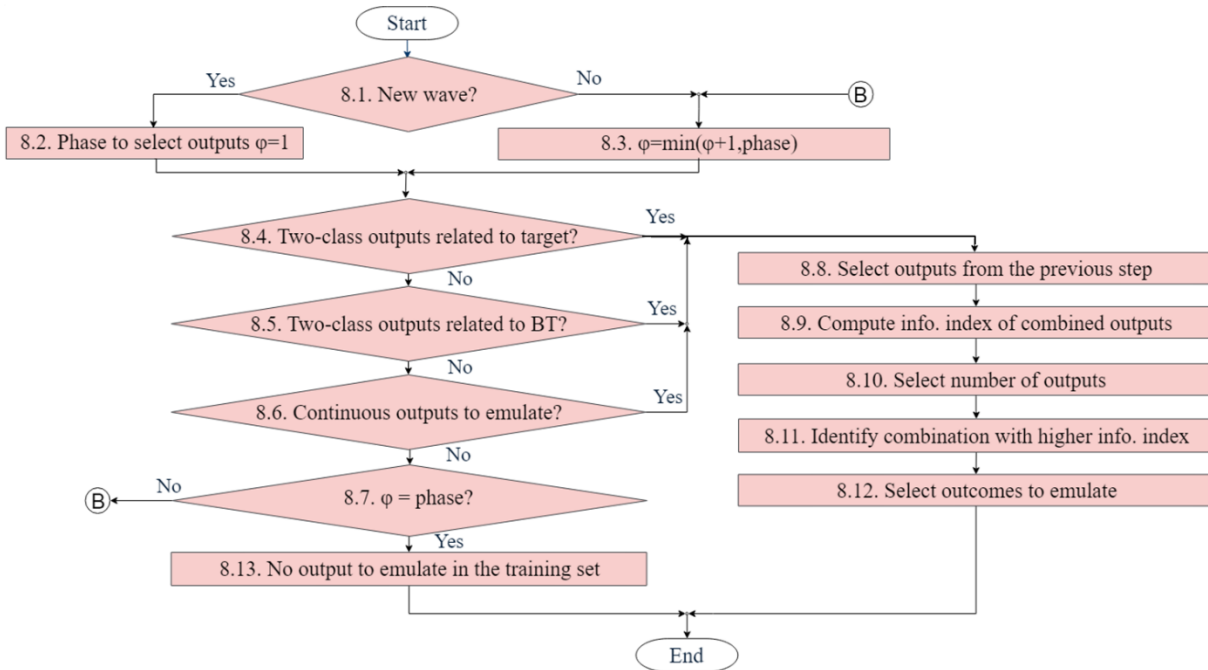 Start
8.1. New wave?
Yes
No
B
8.2. Phase to select outputs φ=1
8.3. φ=min(φ+1,phase)
8.4. Two-class outputs related to target?
Yes
No
8.5. Two-class outputs related to BT?
Yes
No
8.6. Continuous outputs to emulate?
Yes
No
8.7. φ = phase?
No
B
Yes
8.13. No output to emulate in the training set
8.8. Select outputs from the previous step
8.9. Compute info. index of combined outputs
8.10. Select number of outputs
8.11. Identify combination with higher info. index
8.12. Select outcomes to emulate
End